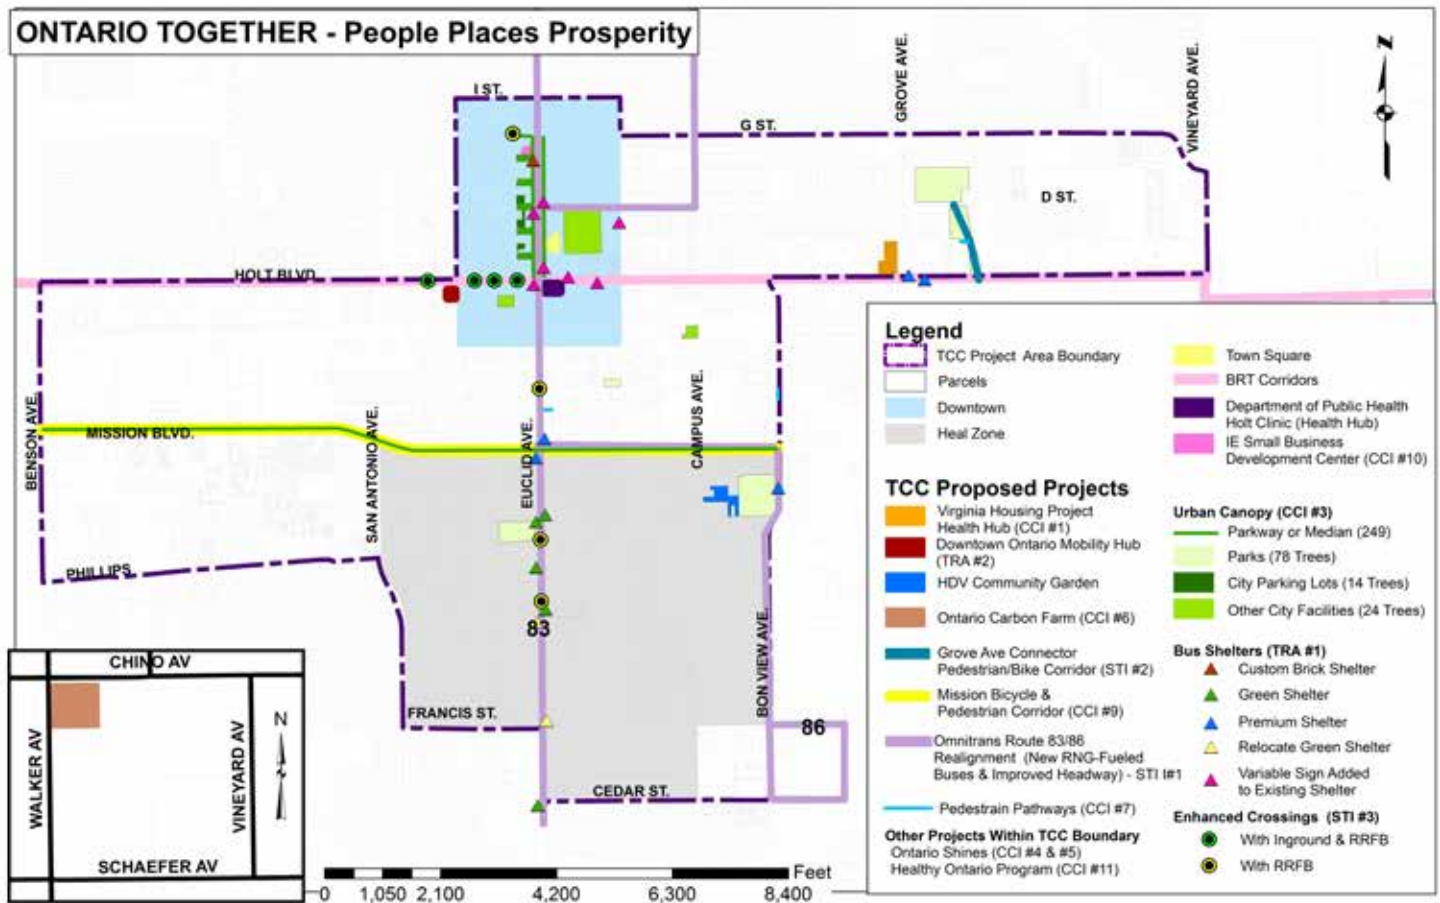 ONTARIO TOGETHER - People Places Prosperity
I ST.
G ST.
GROVE AVE.
VINEYARD AVE.
N
D ST.
HOLT BLVD.
BENSON AVE.
MISSION BLVD.
SAN ANTONIO AVE.
EUCLID AVE.
CAMPUS AVE.
PHILLIPS
83
BON VIEW AVE.
FRANCIS ST.
86
CEDAR ST.
CHINO AV
WALKER AV
VINEYARD AV
N
SCHAEFER AV
Feet
0 1,050 2,100 4,200 6,300 8,400
Legend
TCC Project Area Boundary
Parcels
Downtown
Heal Zone
Town Square
BRT Corridors
Department of Public Health
Holt Clinic (Health Hub)
IE Small Business
Development Center (CCI #10)
TCC Proposed Projects
Virginia Housing Project
Health Hub (CCI #1)
Downtown Ontario Mobility Hub
(TRA #2)
HDV Community Garden
Ontario Carbon Farm (CCI #6)
Grove Ave Connector
Pedestrian/Bike Corridor (STI #2)
Mission Bicycle &
Pedestrian Corridor (CCI #9)
Omnitrans Route 83/86
Realignment (New RNG-Fueled
Buses & Improved Headway) - STI I#1
Pedestrain Pathways (CCI #7)
Other Projects Within TCC Boundary
Ontario Shines (CCI #4 & #5)
Healthy Ontario Program (CCI #11)
Urban Canopy (CCI #3)
Parkway or Median (249)
Parks (78 Trees)
City Parking Lots (14 Trees)
Other City Facilities (24 Trees)
Bus Shelters (TRA #1)
Custom Brick Shelter
Green Shelter
Premium Shelter
Relocate Green Shelter
Variable Sign Added
to Existing Shelter
Enhanced Crossings (STI #3)
With Inground & RRFB
With RRFB